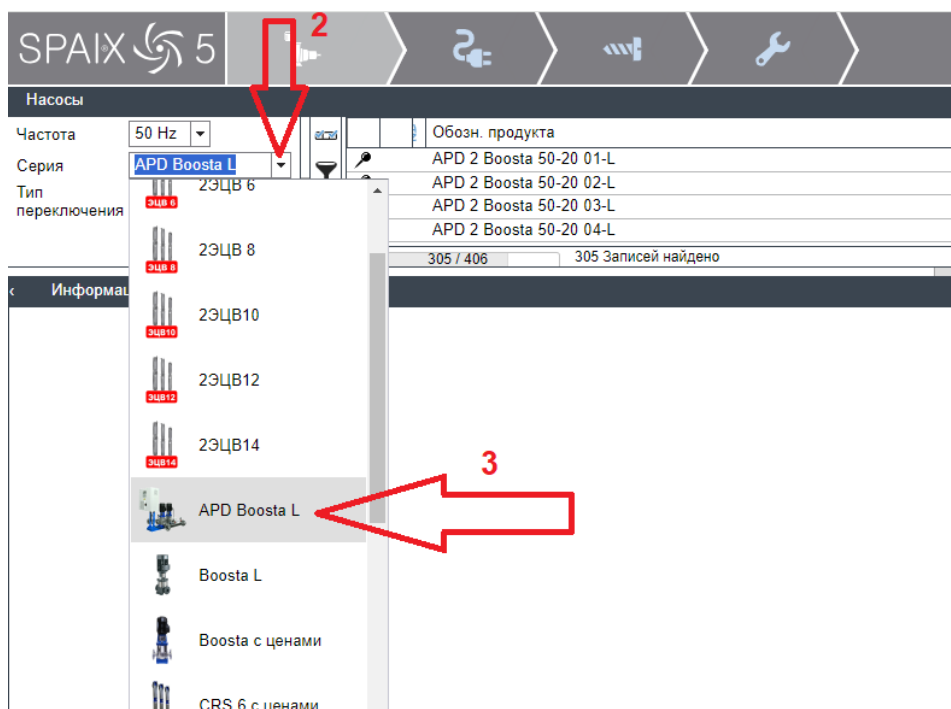 SPAIX 5
2
Насосы
Частота 50 Hz Обозн. продукта
Серия APD Boosta L APD 2 Boosta 50-20 01-L
Тип переключения APD 2 Boosta 50-20 02-L
APD 2 Boosta 50-20 03-L
APD 2 Boosta 50-20 04-L
305 / 406 305 Записей найдено
Информац
ЭЦВ 6 2ЭЦВ 6
ЭЦВ 8 2ЭЦВ 8
ЭЦВ10 2ЭЦВ10
ЭЦВ12 2ЭЦВ12
ЭЦВ14 2ЭЦВ14
3
APD Boosta L
Boosta L
Boosta с ценами
CRS 6 с ценами